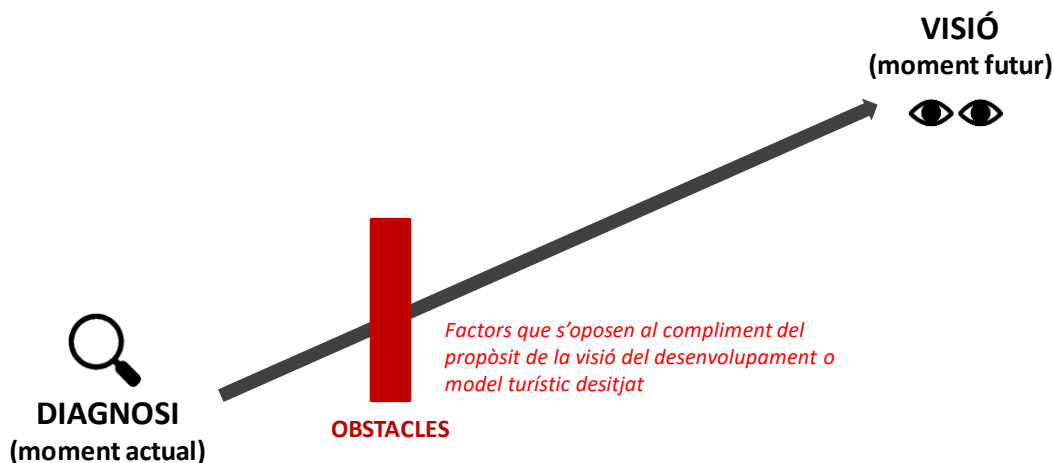 VISIÓ
(moment futur)
Factors que s’oposen al compliment del
propòsit de la visió del desenvolupament o
model turístic desitjat
DIAGNOSI
(moment actual)
OBSTACLES